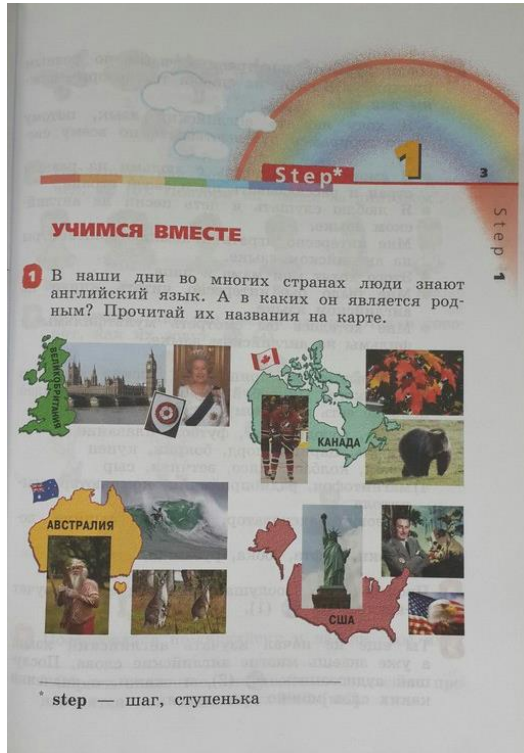 Step*
1
3
Step 1
УЧИМСЯ ВМЕСТЕ
1 В наши дни во многих странах люди знают
английский язык. А в каких он является род-
ным? Прочитай их названия на карте.
ВЕЛИКОБРИТАНИЯ
КАНАДА
АВСТРАЛИЯ
США
* step — шаг, ступенька